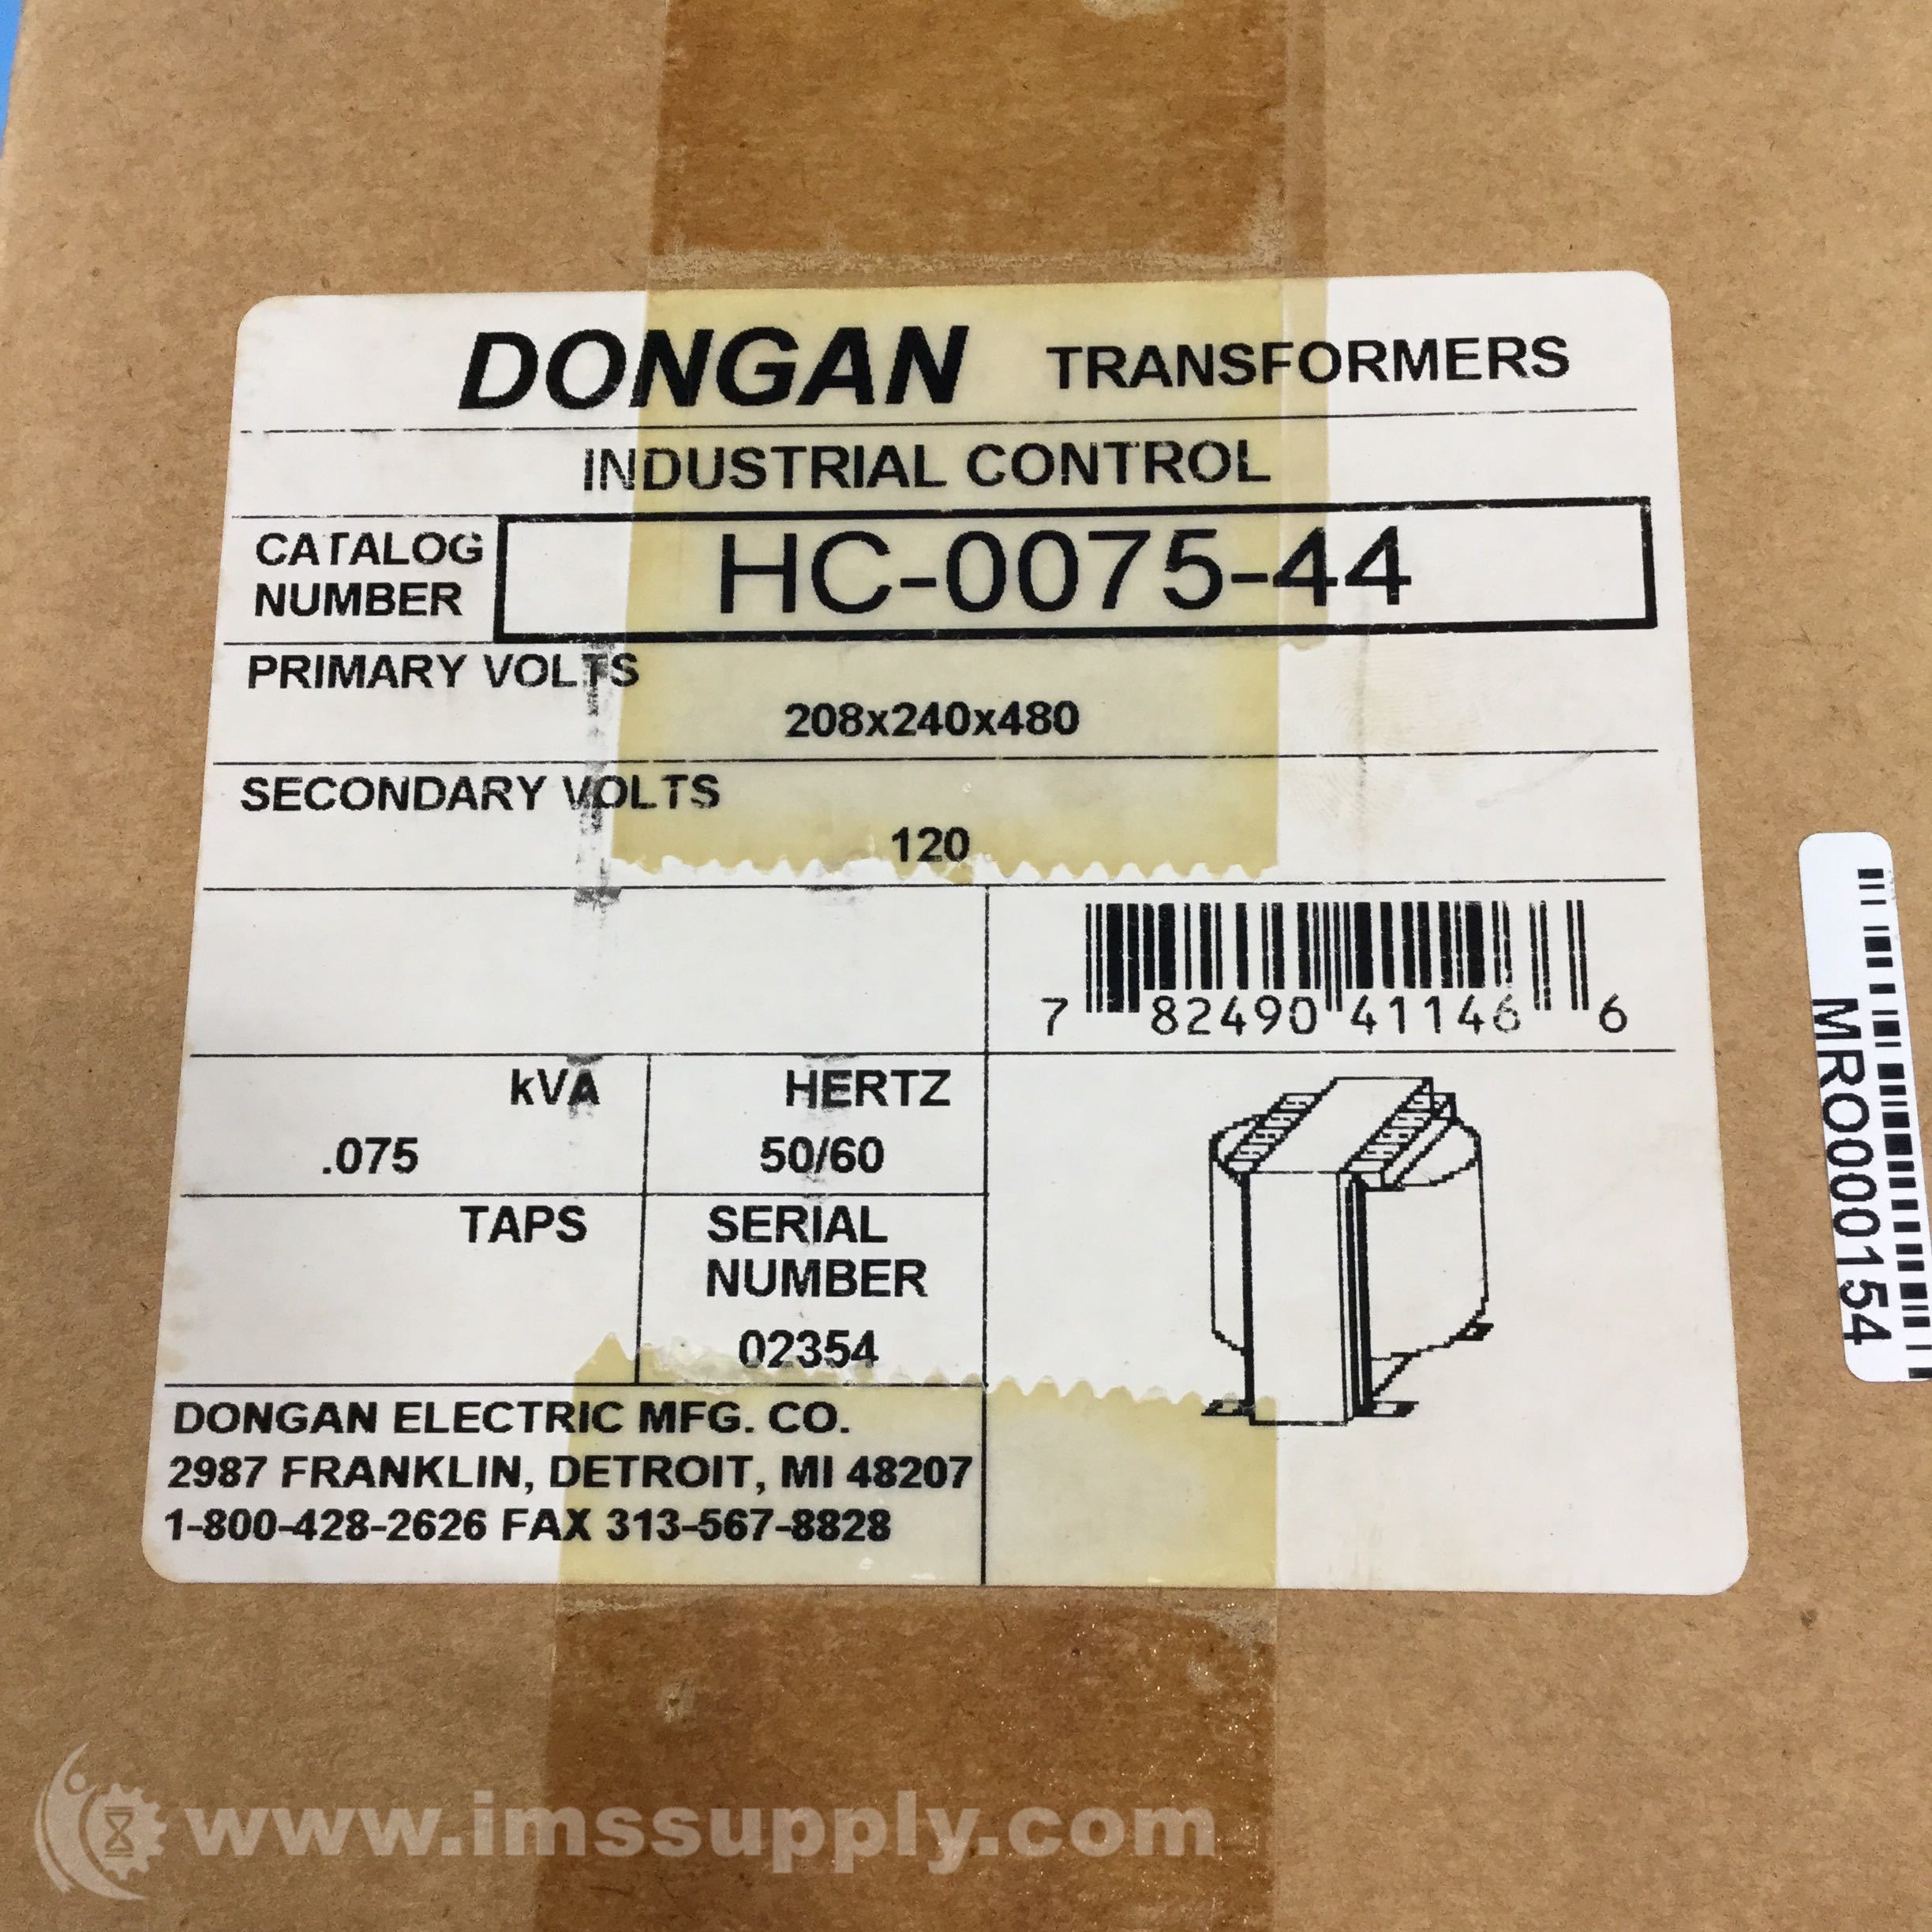 DONGAN TRANSFORMERS
INDUSTRIAL CONTROL
CATALOG
NUMBER
HC-0075-44
PRIMARY VOLTS
208x240x480
SECONDARY VOLTS
120
7 82490 41146 6
kVA
.075
HERTZ
50/60
TAPS
SERIAL
NUMBER
02354
DONGAN ELECTRIC MFG. CO.
2987 FRANKLIN, DETROIT, MI 48207
1-800-428-2626 FAX 313-567-8828
MRO000154
www.imssupply.com